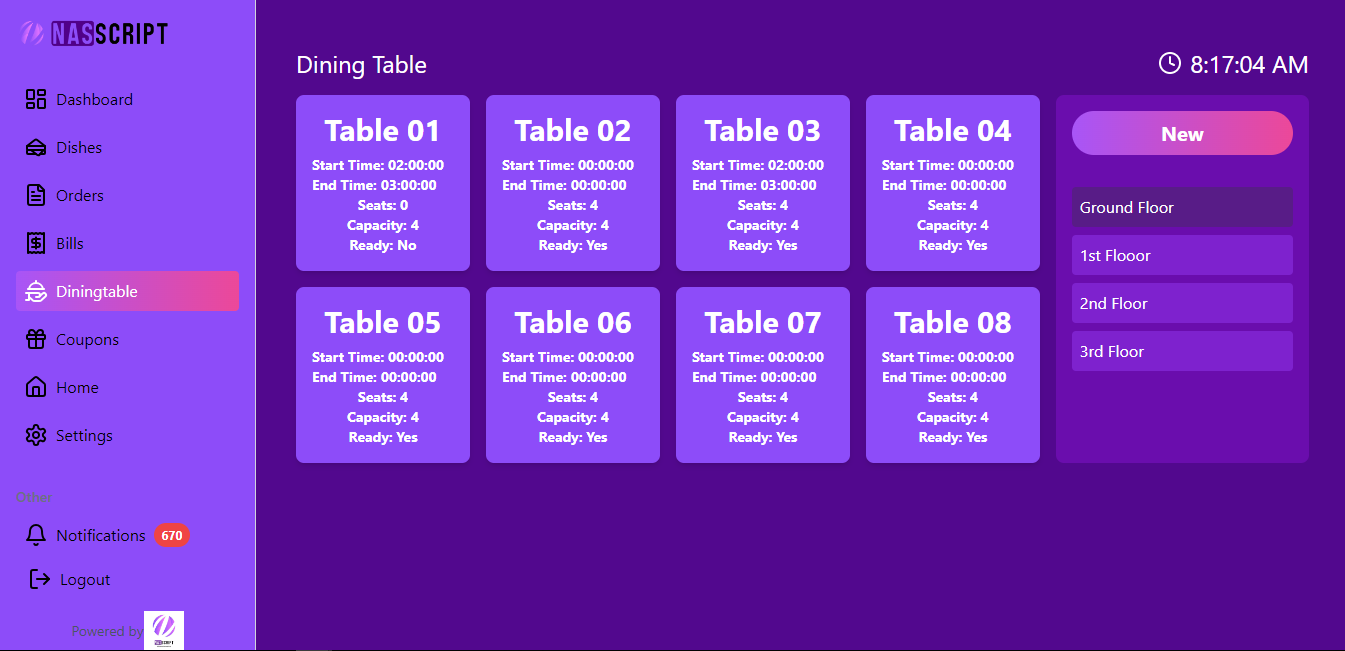 NASSCRIPT
Dashboard
Dishes
Orders
Bills
Diningtable
Coupons
Home
Settings
Other
Notifications 670
Logout
Powered by
Dining Table
8:17:04 AM
Table 01
Start Time: 02:00:00
End Time: 03:00:00
Seats: 0
Capacity: 4
Ready: No
Table 02
Start Time: 00:00:00
End Time: 00:00:00
Seats: 4
Capacity: 4
Ready: Yes
Table 03
Start Time: 02:00:00
End Time: 03:00:00
Seats: 4
Capacity: 4
Ready: Yes
Table 04
Start Time: 00:00:00
End Time: 00:00:00
Seats: 4
Capacity: 4
Ready: Yes
Table 05
Start Time: 00:00:00
End Time: 00:00:00
Seats: 4
Capacity: 4
Ready: Yes
Table 06
Start Time: 00:00:00
End Time: 00:00:00
Seats: 4
Capacity: 4
Ready: Yes
Table 07
Start Time: 00:00:00
End Time: 00:00:00
Seats: 4
Capacity: 4
Ready: Yes
Table 08
Start Time: 00:00:00
End Time: 00:00:00
Seats: 4
Capacity: 4
Ready: Yes
New
Ground Floor
1st Flooor
2nd Floor
3rd Floor